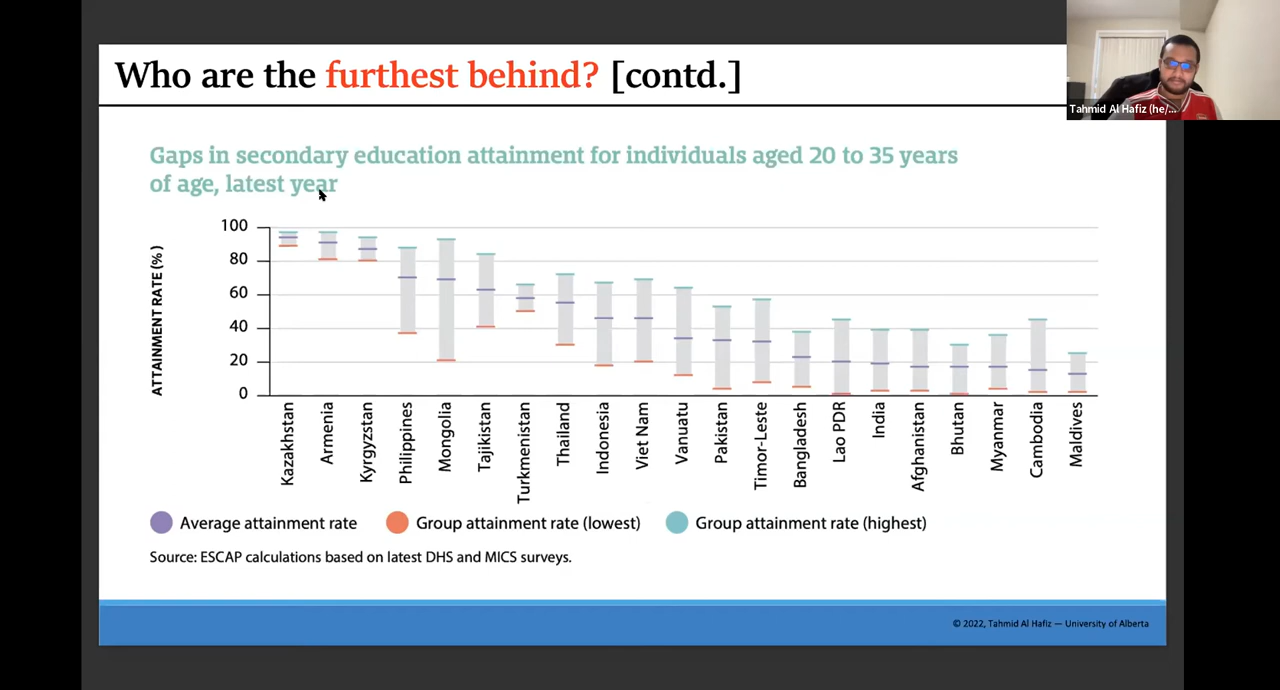 Who are the furthest behind? [contd.]
Tahmid Al Hafiz (he/...
Gaps in secondary education attainment for individuals aged 20 to 35 years
of age, latest year
ATTAINMENT RATE (%)
100
80
60
40
20
0
Kazakhstan
Armenia
Kyrgyzstan
Philippines
Mongolia
Tajikistan
Turkmenistan
Thailand
Indonesia
Viet Nam
Vanuatu
Pakistan
Timor-Leste
Bangladesh
Lao PDR
India
Afghanistan
Bhutan
Myanmar
Cambodia
Maldives
Average attainment rate
Group attainment rate (lowest)
Group attainment rate (highest)
Source: ESCAP calculations based on latest DHS and MICS surveys.
© 2022, Tahmid Al Hafiz — University of Alberta